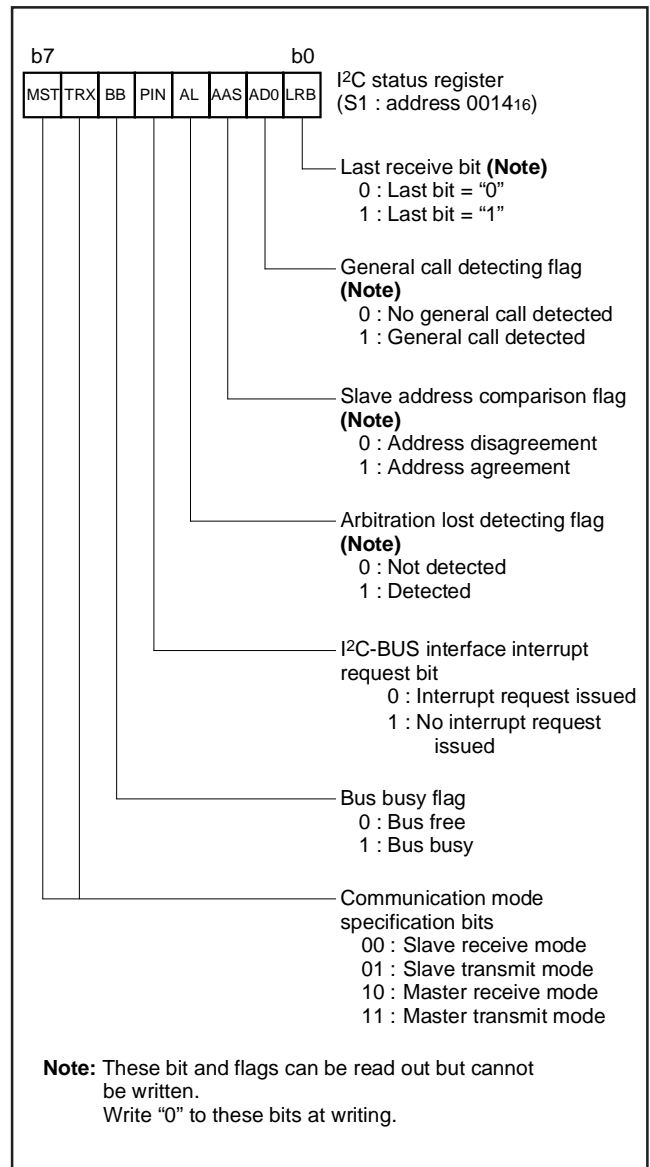 b7 b0
MST TRX BB PIN AL AAS AD0 LRB
I2C status register
(S1 : address 001416)
Last receive bit (Note)
0 : Last bit = “0”
1 : Last bit = “1”
General call detecting flag
(Note)
0 : No general call detected
1 : General call detected
Slave address comparison flag
(Note)
0 : Address disagreement
1 : Address agreement
Arbitration lost detecting flag
(Note)
0 : Not detected
1 : Detected
I2C-BUS interface interrupt
request bit
0 : Interrupt request issued
1 : No interrupt request
issued
Bus busy flag
0 : Bus free
1 : Bus busy
Communication mode
specification bits
00 : Slave receive mode
01 : Slave transmit mode
10 : Master receive mode
11 : Master transmit mode
Note: These bit and flags can be read out but cannot
be written.
Write “0” to these bits at writing.